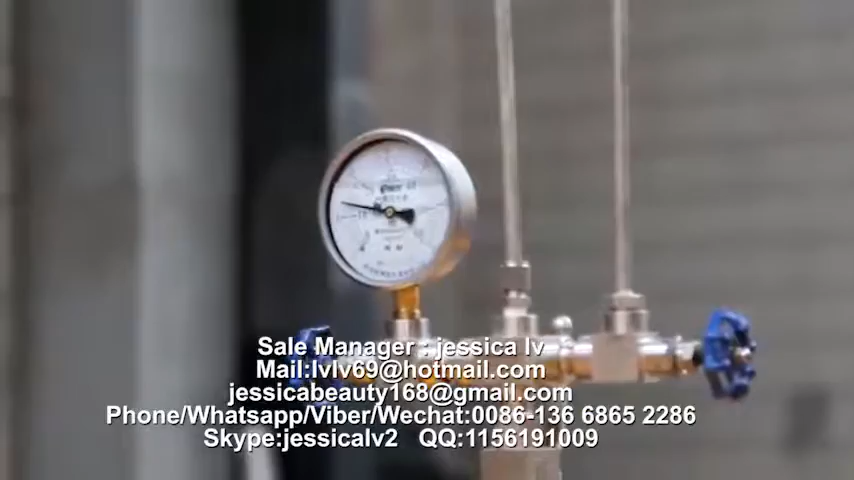 Sale Manager : jessica lv
Mail:lvlv69@hotmail.com
jessicabeauty168@gmail.com
Phone/Whatsapp/Viber/Wechat:0086-136 6865 2286
Skype:jessicalv2 QQ:1156191009